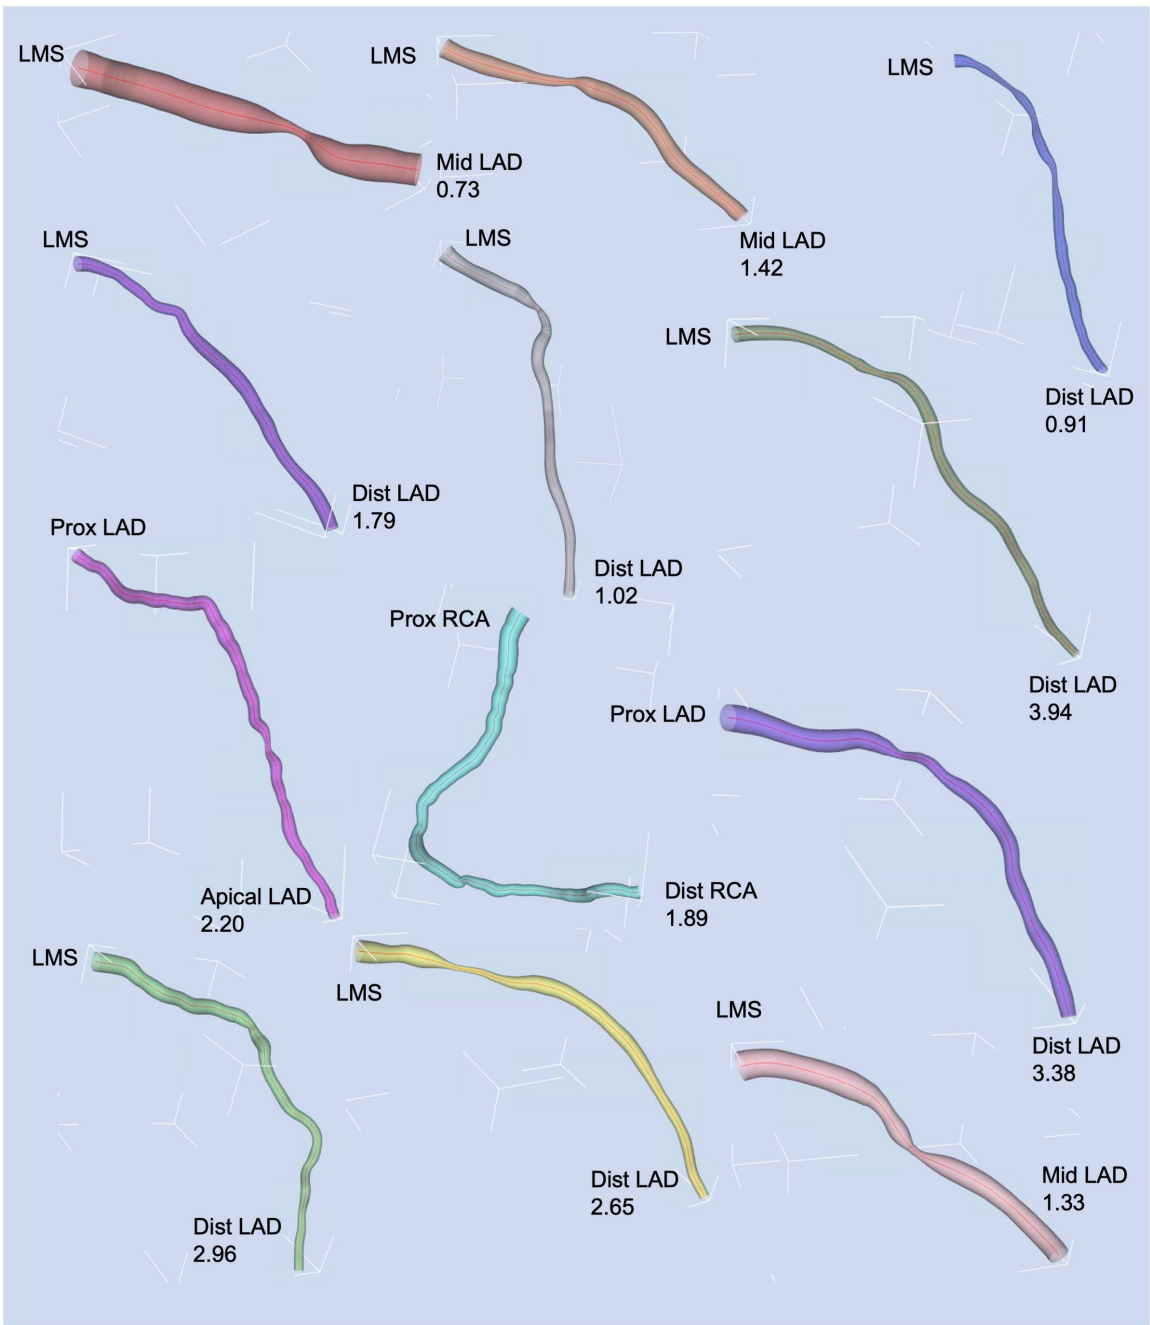 LMS
Mid LAD
0.73
LMS
Mid LAD
1.42
LMS
Dist LAD
0.91
LMS
Dist LAD
1.79
LMS
Dist LAD
1.02
LMS
Dist LAD
3.94
Prox LAD
Apical LAD
2.20
Prox RCA
Dist RCA
1.89
Prox LAD
Dist LAD
3.38
LMS
Dist LAD
2.96
LMS
Dist LAD
2.65
LMS
Mid LAD
1.33